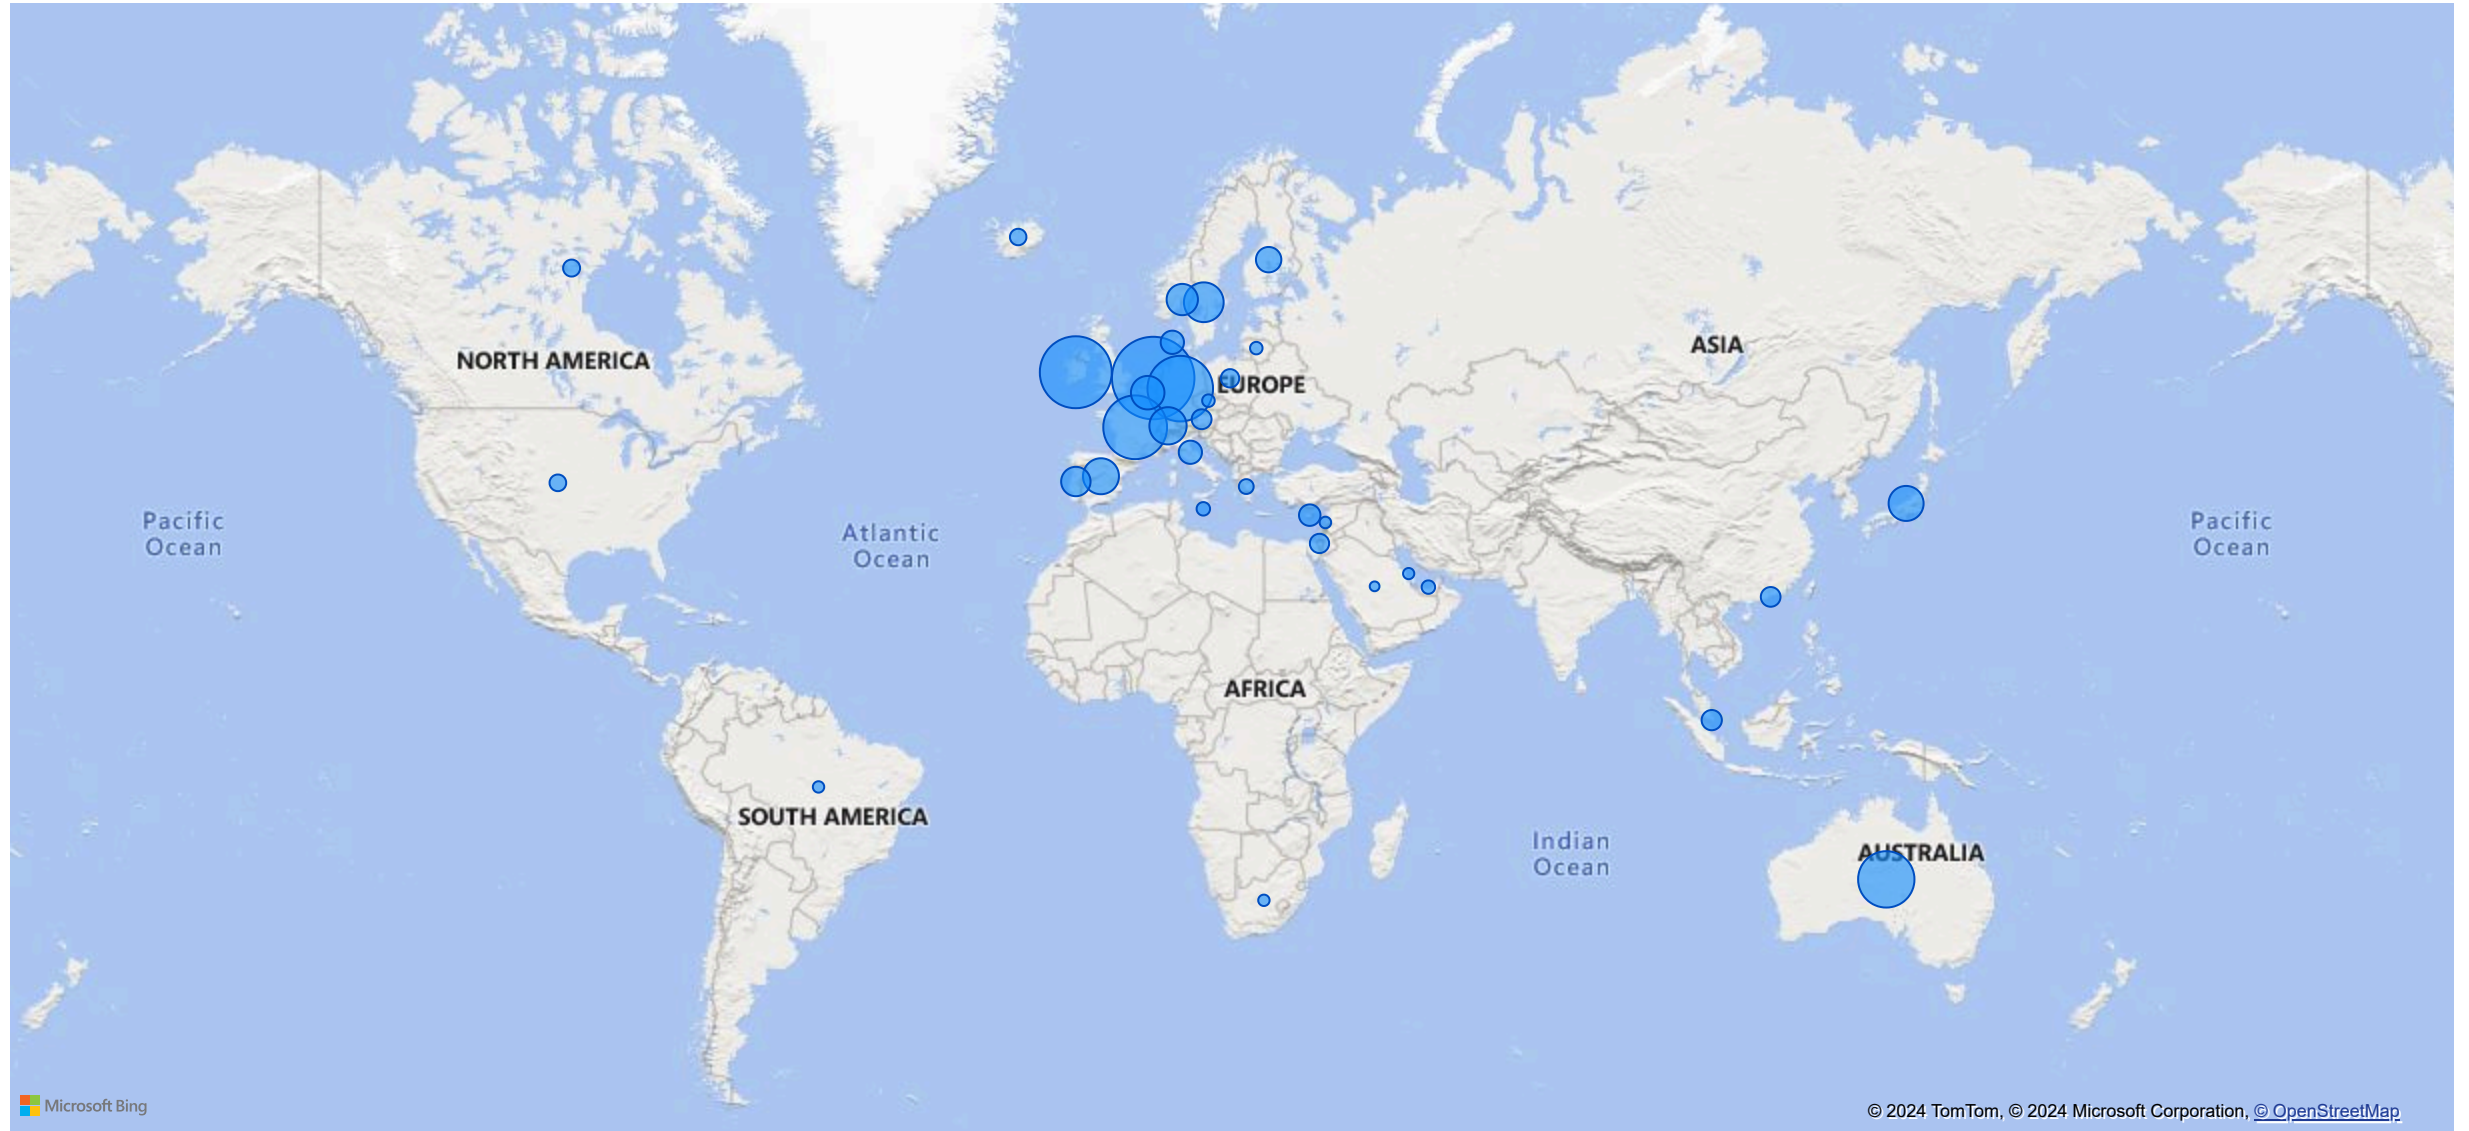 NORTH AMERICA
ASIA
EUROPE
Pacific
Ocean
Atlantic
Ocean
Pacific
Ocean
AFRICA
SOUTH AMERICA
Indian
Ocean
AUSTRALIA
Microsoft Bing
© 2024 TomTom, © 2024 Microsoft Corporation, © OpenStreetMap